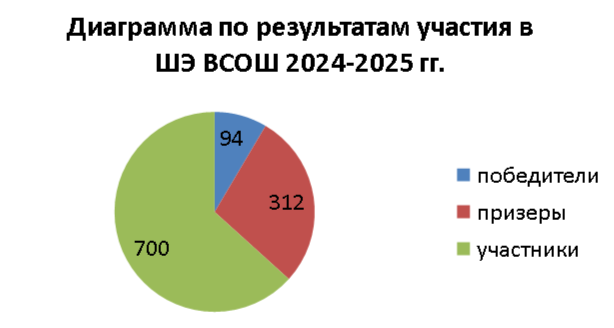 Диаграмма по результатам участия в
ШЭ ВСОШ 2024-2025 гг.
94
312
700
победители
призеры
участники